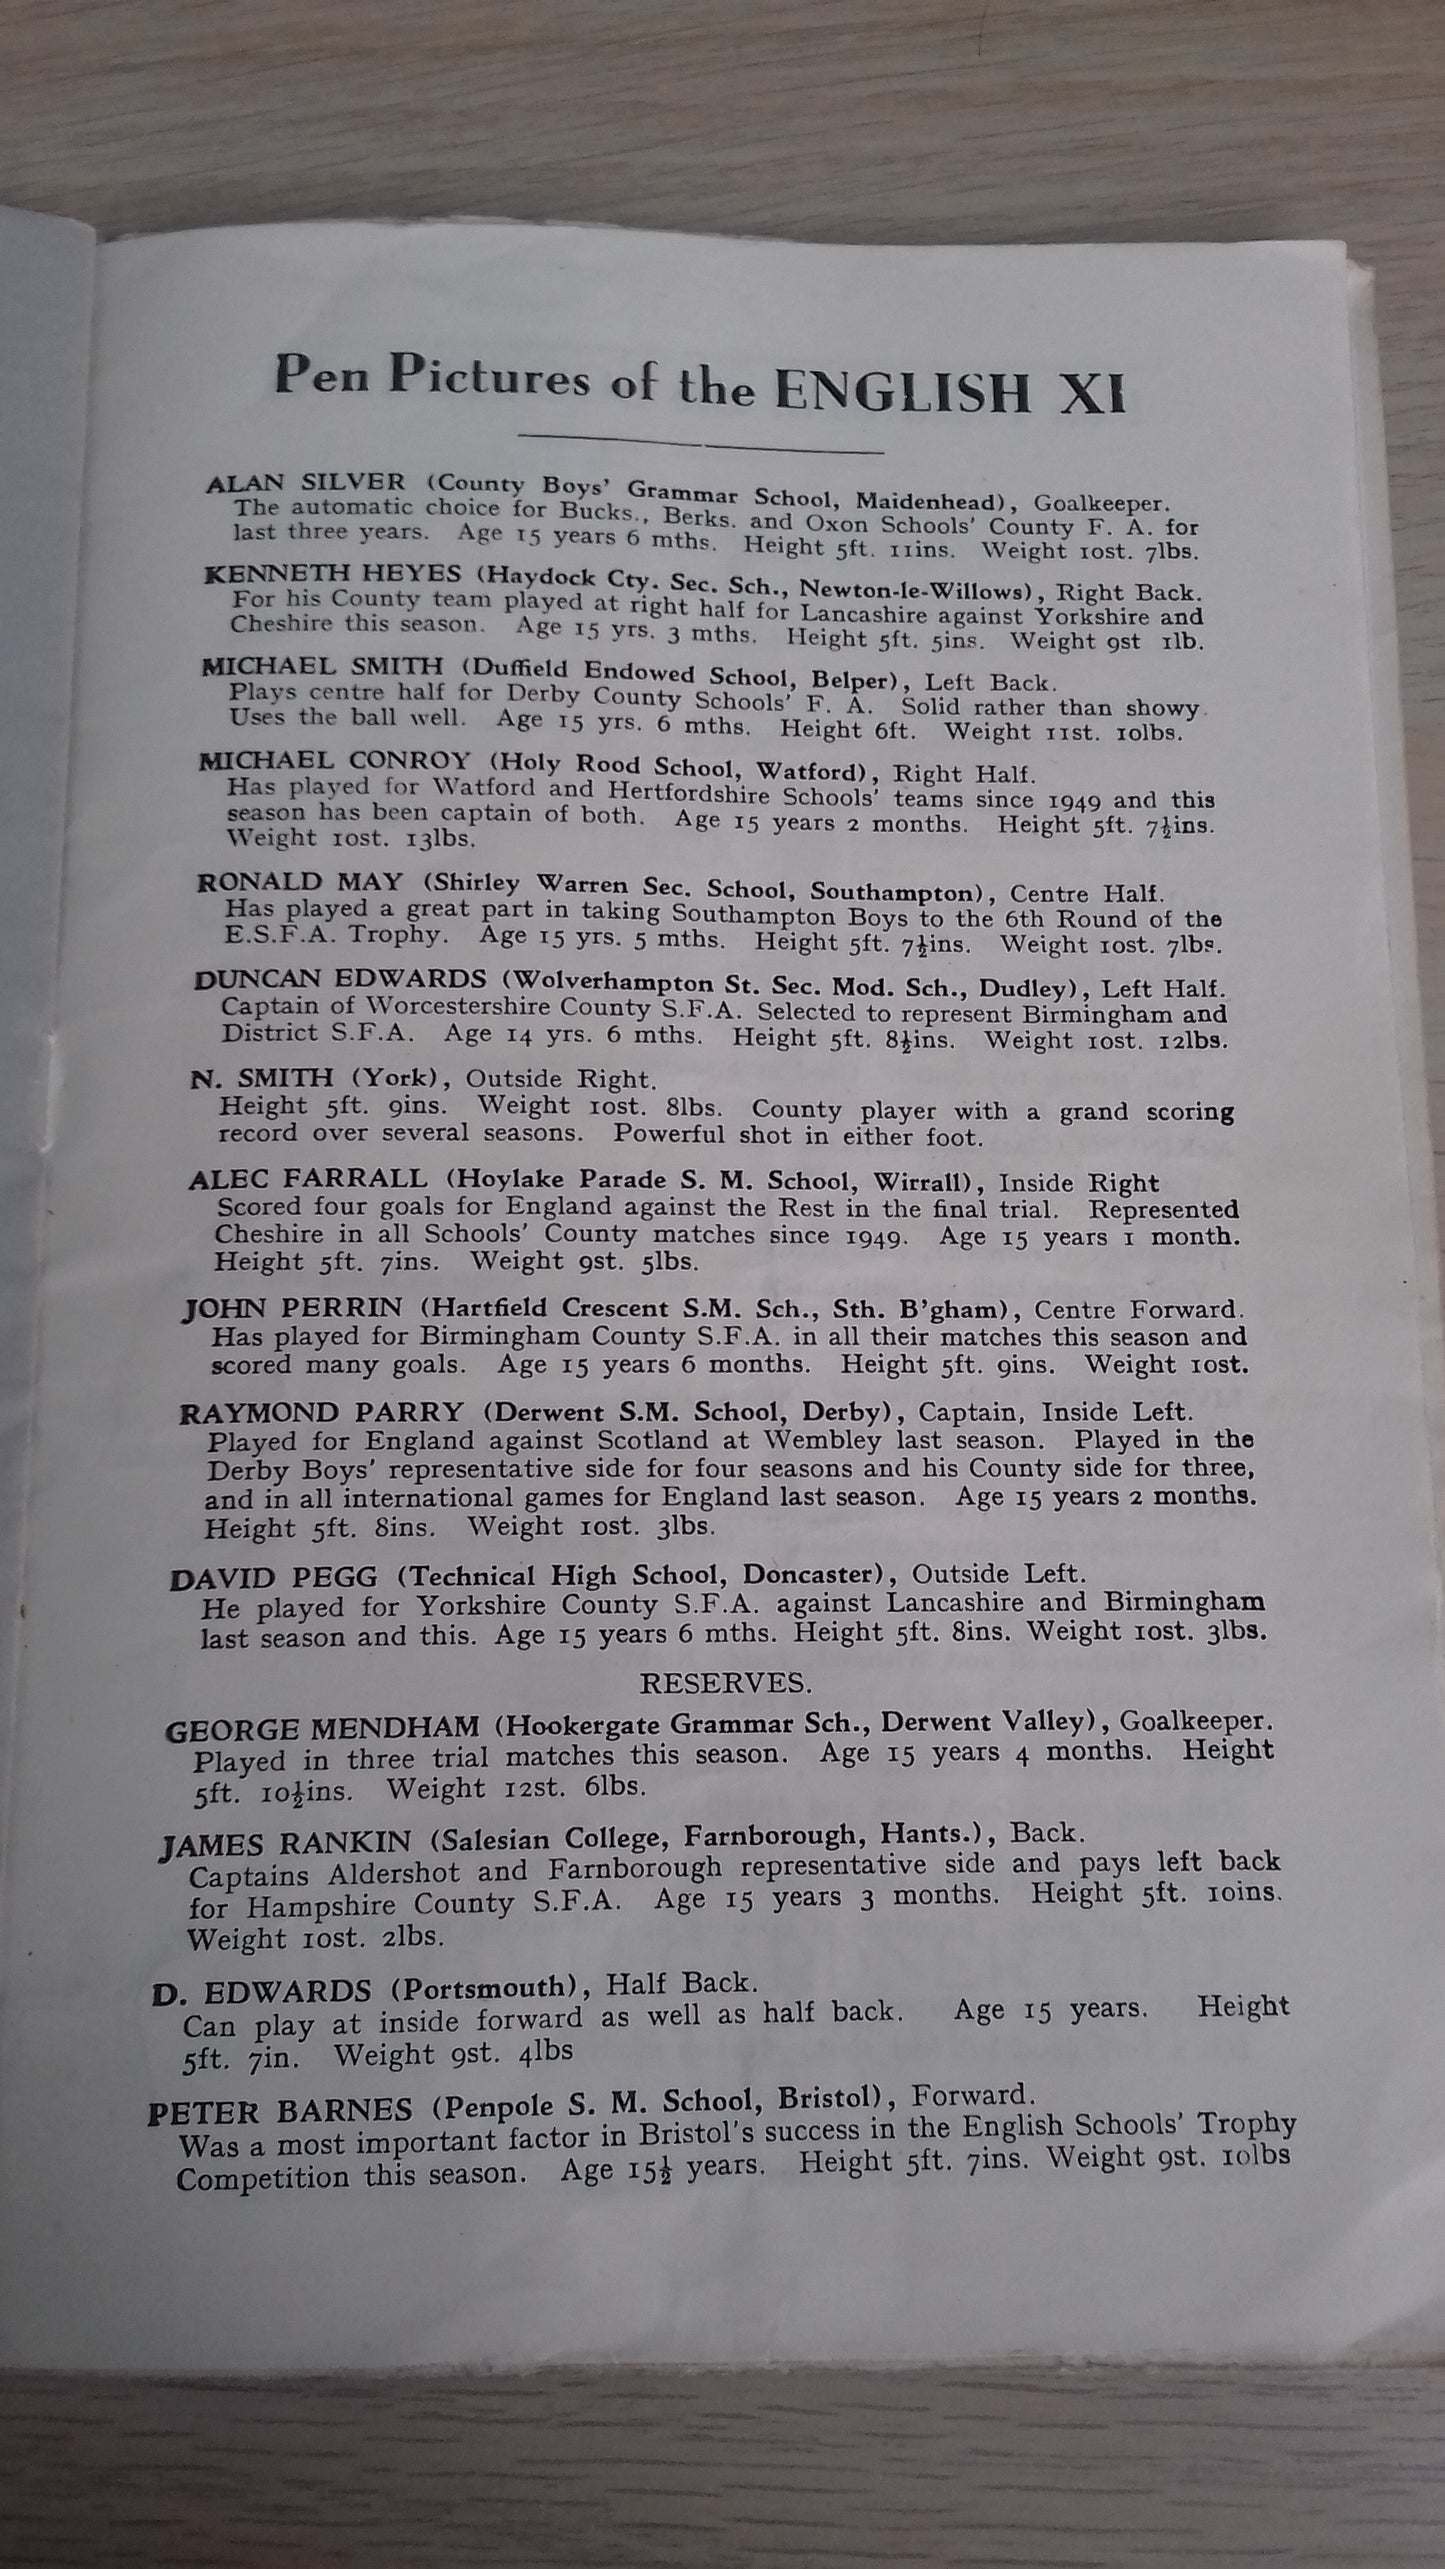 Pen Pictures of the ENGLISH XI
ALAN SILVER (County Boys' Grammar School, Maidenhead), Goalkeeper.
The automatic choice for Bucks., Berks. and Oxon Schools' County F. A. for
last three years. Age 15 years 6 mths. Height 5ft. 11ins. Weight 10st. 7lbs.
KENNETH HEYES (Haydock Cty. Sec. Sch., Newton-le-Willows), Right Back.
For his County team played at right half for Lancashire against Yorkshire and
Cheshire this season. Age 15 yrs. 3 mths. Height 5ft. 5ins. Weight 9st 1lb.
MICHAEL SMITH (Duffield Endowed School, Belper), Left Back.
Plays centre half for Derby County Schools' F. A. Solid rather than showy.
Uses the ball well. Age 15 yrs. 6 mths. Height 6ft. Weight 11st. 10lbs.
MICHAEL CONROY (Holy Rood School, Watford), Right Half.
Has played for Watford and Hertfordshire Schools' teams since 1949 and this
season has been captain of both. Age 15 years 2 months. Height 5ft. 7½ins.
Weight 10st. 13lbs.
RONALD MAY (Shirley Warren Sec. School, Southampton), Centre Half.
Has played a great part in taking Southampton Boys to the 6th Round of the
E.S.F.A. Trophy. Age 15 yrs. 5 mths. Height 5ft. 7½ins. Weight 10st. 7lbs.
DUNCAN EDWARDS (Wolverhampton St. Sec. Mod. Sch., Dudley), Left Half.
Captain of Worcestershire County S.F.A. Selected to represent Birmingham and
District S.F.A. Age 14 yrs. 6 mths. Height 5ft. 8½ins. Weight 10st. 12lbs.
N. SMITH (York), Outside Right.
Height 5ft. 9ins. Weight 10st. 8lbs. County player with a grand scoring
record over several seasons. Powerful shot in either foot.
ALEC FARRALL (Hoylake Parade S. M. School, Wirrall), Inside Right
Scored four goals for England against the Rest in the final trial. Represented
Cheshire in all Schools' County matches since 1949. Age 15 years 1 month.
Height 5ft. 7ins. Weight 9st. 5lbs.
JOHN PERRIN (Hartfield Crescent S.M. Sch., Sth. B'gham), Centre Forward.
Has played for Birmingham County S.F.A. in all their matches this season and
scored many goals. Age 15 years 6 months. Height 5ft. 9ins. Weight 10st.
RAYMOND PARRY (Derwent S.M. School, Derby), Captain, Inside Left.
Played for England against Scotland at Wembley last season. Played in the
Derby Boys' representative side for four seasons and his County side for three,
and in all international games for England last season. Age 15 years 2 months.
Height 5ft. 8ins. Weight 10st. 3lbs.
DAVID PEGG (Technical High School, Doncaster), Outside Left.
He played for Yorkshire County S.F.A. against Lancashire and Birmingham
last season and this. Age 15 years 6 mths. Height 5ft. 8ins. Weight 10st. 3lbs.
RESERVES.
GEORGE MENDHAM (Hookergate Grammar Sch., Derwent Valley), Goalkeeper.
Played in three trial matches this season. Age 15 years 4 months. Height
5ft. 10½ins. Weight 12st. 6lbs.
JAMES RANKIN (Salesian College, Farnborough, Hants.), Back.
Captains Aldershot and Farnborough representative side and pays left back
for Hampshire County S.F.A. Age 15 years 3 months. Height 5ft. 10ins.
Weight 10st. 2lbs.
D. EDWARDS (Portsmouth), Half Back.
Can play at inside forward as well as half back. Age 15 years. Height
5ft. 7in. Weight 9st. 4lbs
PETER BARNES (Penpole S. M. School, Bristol), Forward.
Was a most important factor in Bristol's success in the English Schools' Trophy
Competition this season. Age 15½ years. Height 5ft. 7ins. Weight 9st. 10lbs